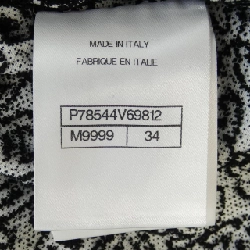 MADE IN ITALY
FABRIQUE EN ITALIE
P78544V69812
M9999 34